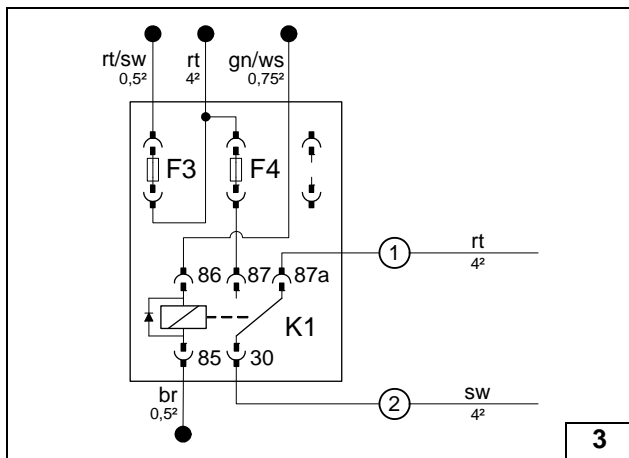 rt/sw
0,5²
rt
4²
gn/ws
0,75²
F3
F4
1
rt
4²
86
87
87a
K1
85
30
br
0,5²
2
sw
4²
3